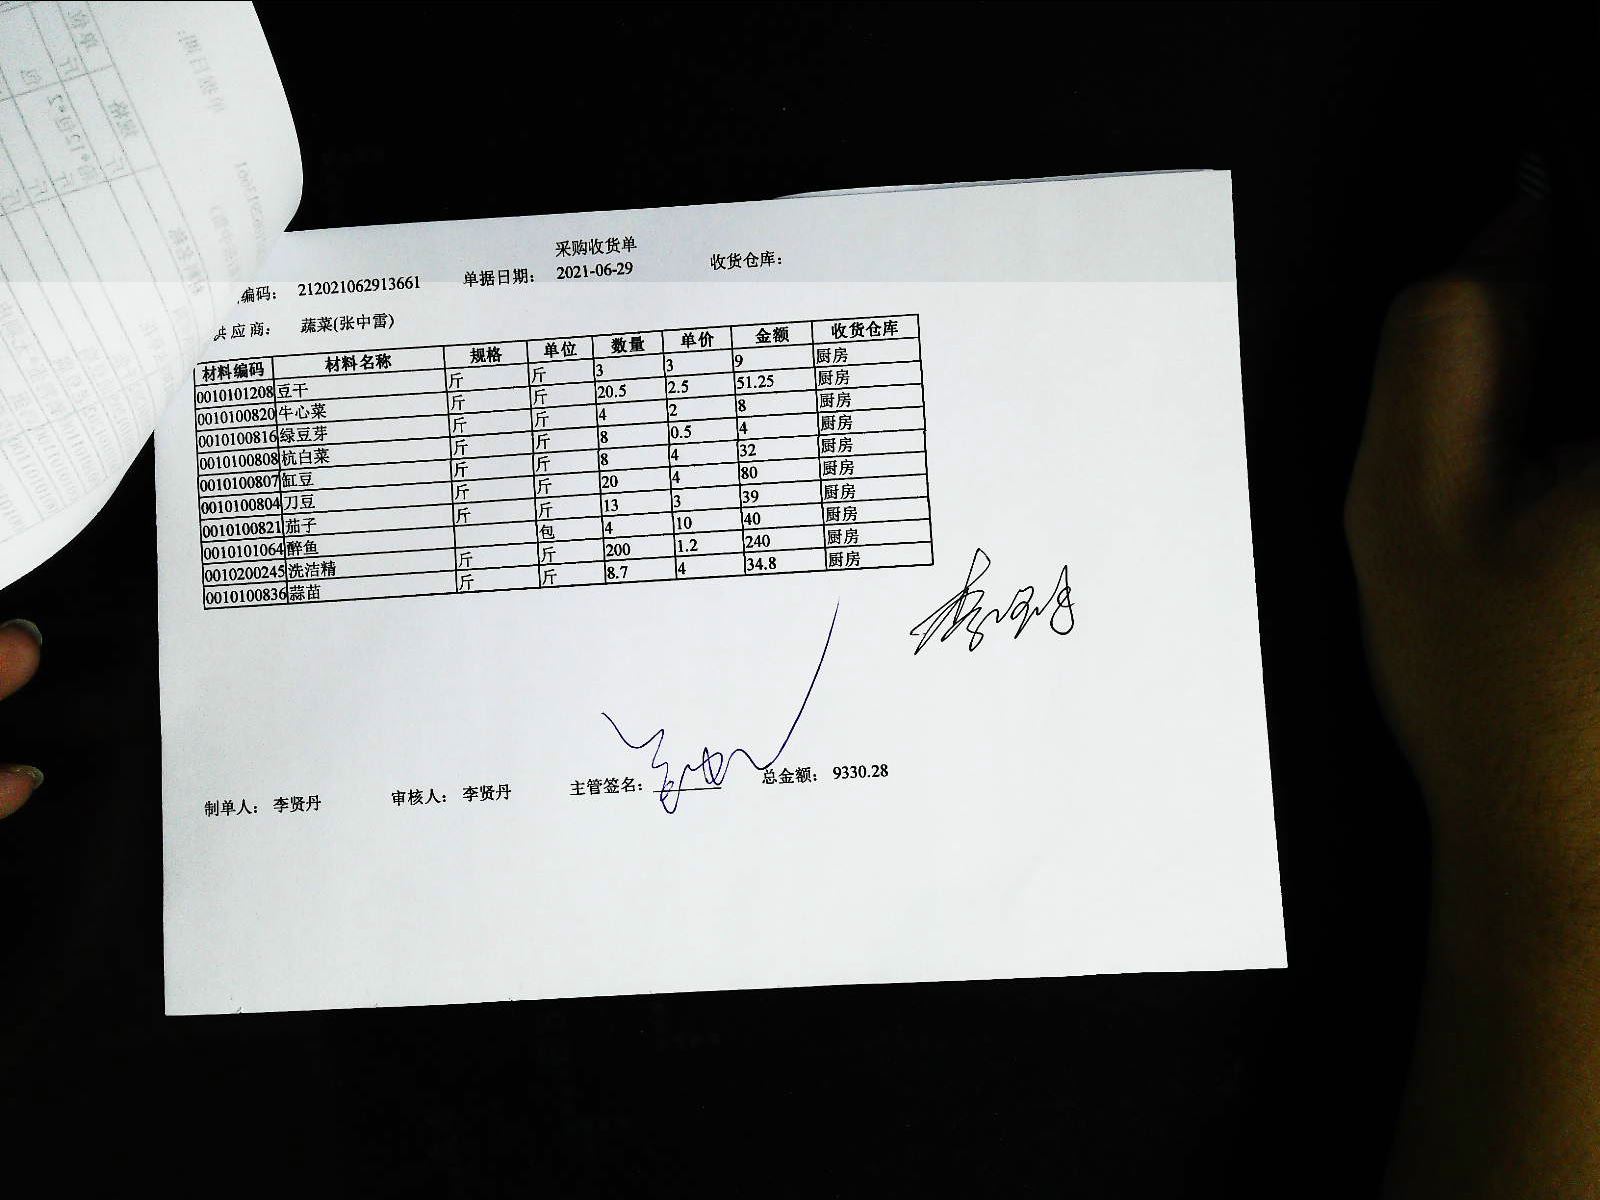 采购收货单
编码： 212021062913661 单据日期： 2021-06-29 收货仓库：
供应商： 蔬菜(张中雷)
材料编码 材料名称 规格 单位 数量 单价 金额 收货仓库
0010101208 豆干 斤 斤 3 3 9 厨房
0010100820 牛心菜 斤 斤 20.5 2.5 51.25 厨房
0010100816 绿豆芽 斤 斤 4 2 8 厨房
0010100808 杭白菜 斤 斤 8 0.5 4 厨房
0010100807 缸豆 斤 斤 8 4 32 厨房
0010100804 刀豆 斤 斤 20 4 80 厨房
0010100821 茄子 斤 斤 13 3 39 厨房
0010101064 醉鱼 包 4 10 40 厨房
0010200245 洗洁精 斤 斤 200 1.2 240 厨房
0010100836 蒜苗 斤 斤 8.7 4 34.8 厨房
制单人： 李贤丹 审核人： 李贤丹 主管签名： 总金额： 9330.28